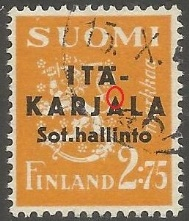 SUOMI
ITÄ-
KARJALA
Sot.hallinto
FINLAND 2:75